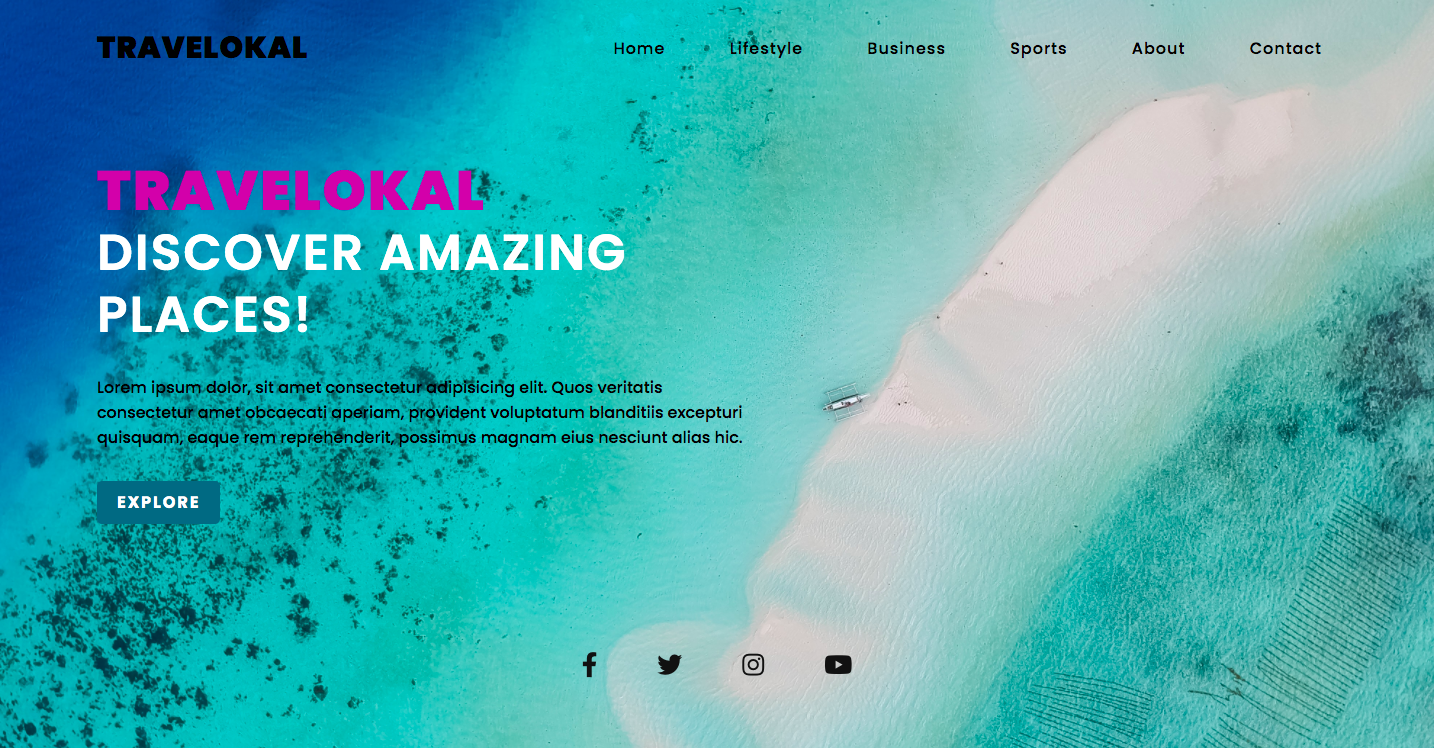 TRAVELOKAL
Home Lifestyle Business Sports About Contact
TRAVELOKAL
DISCOVER AMAZING
PLACES!
Lorem ipsum dolor, sit amet consectetur adipisicing elit. Quos veritatis
consectetur amet obcaecati aperiam, provident voluptatum blanditiis excepturi
quisquam, eaque rem reprehenderit, possimus magnam eius nesciunt alias hic.
EXPLORE